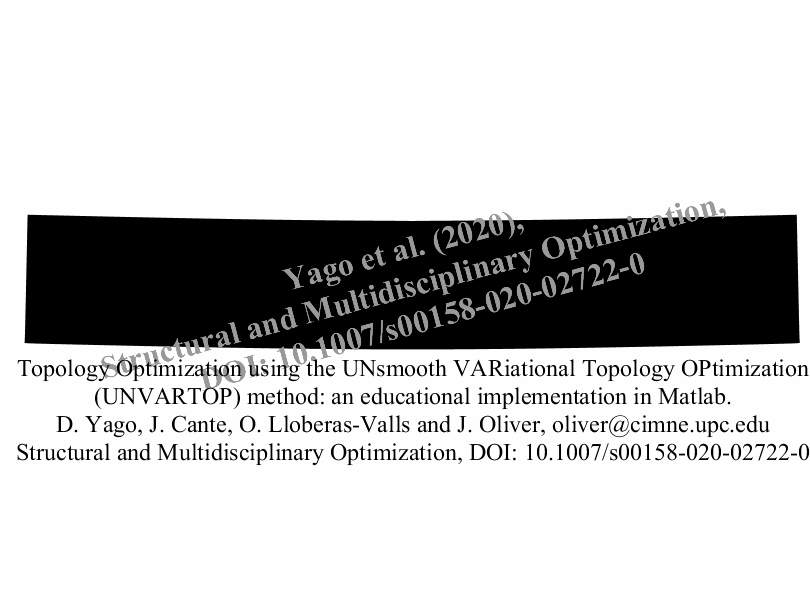 Yago et al. (2020),
Structural and Multidisciplinary Optimization,
DOI: 10.1007/s00158-020-02722-0
Topology Optimization using the UNsmooth VARiational Topology OPtimization
(UNVARTOP) method: an educational implementation in Matlab.
D. Yago, J. Cante, O. Lloberas-Valls and J. Oliver, oliver@cimne.upc.edu
Structural and Multidisciplinary Optimization, DOI: 10.1007/s00158-020-02722-0